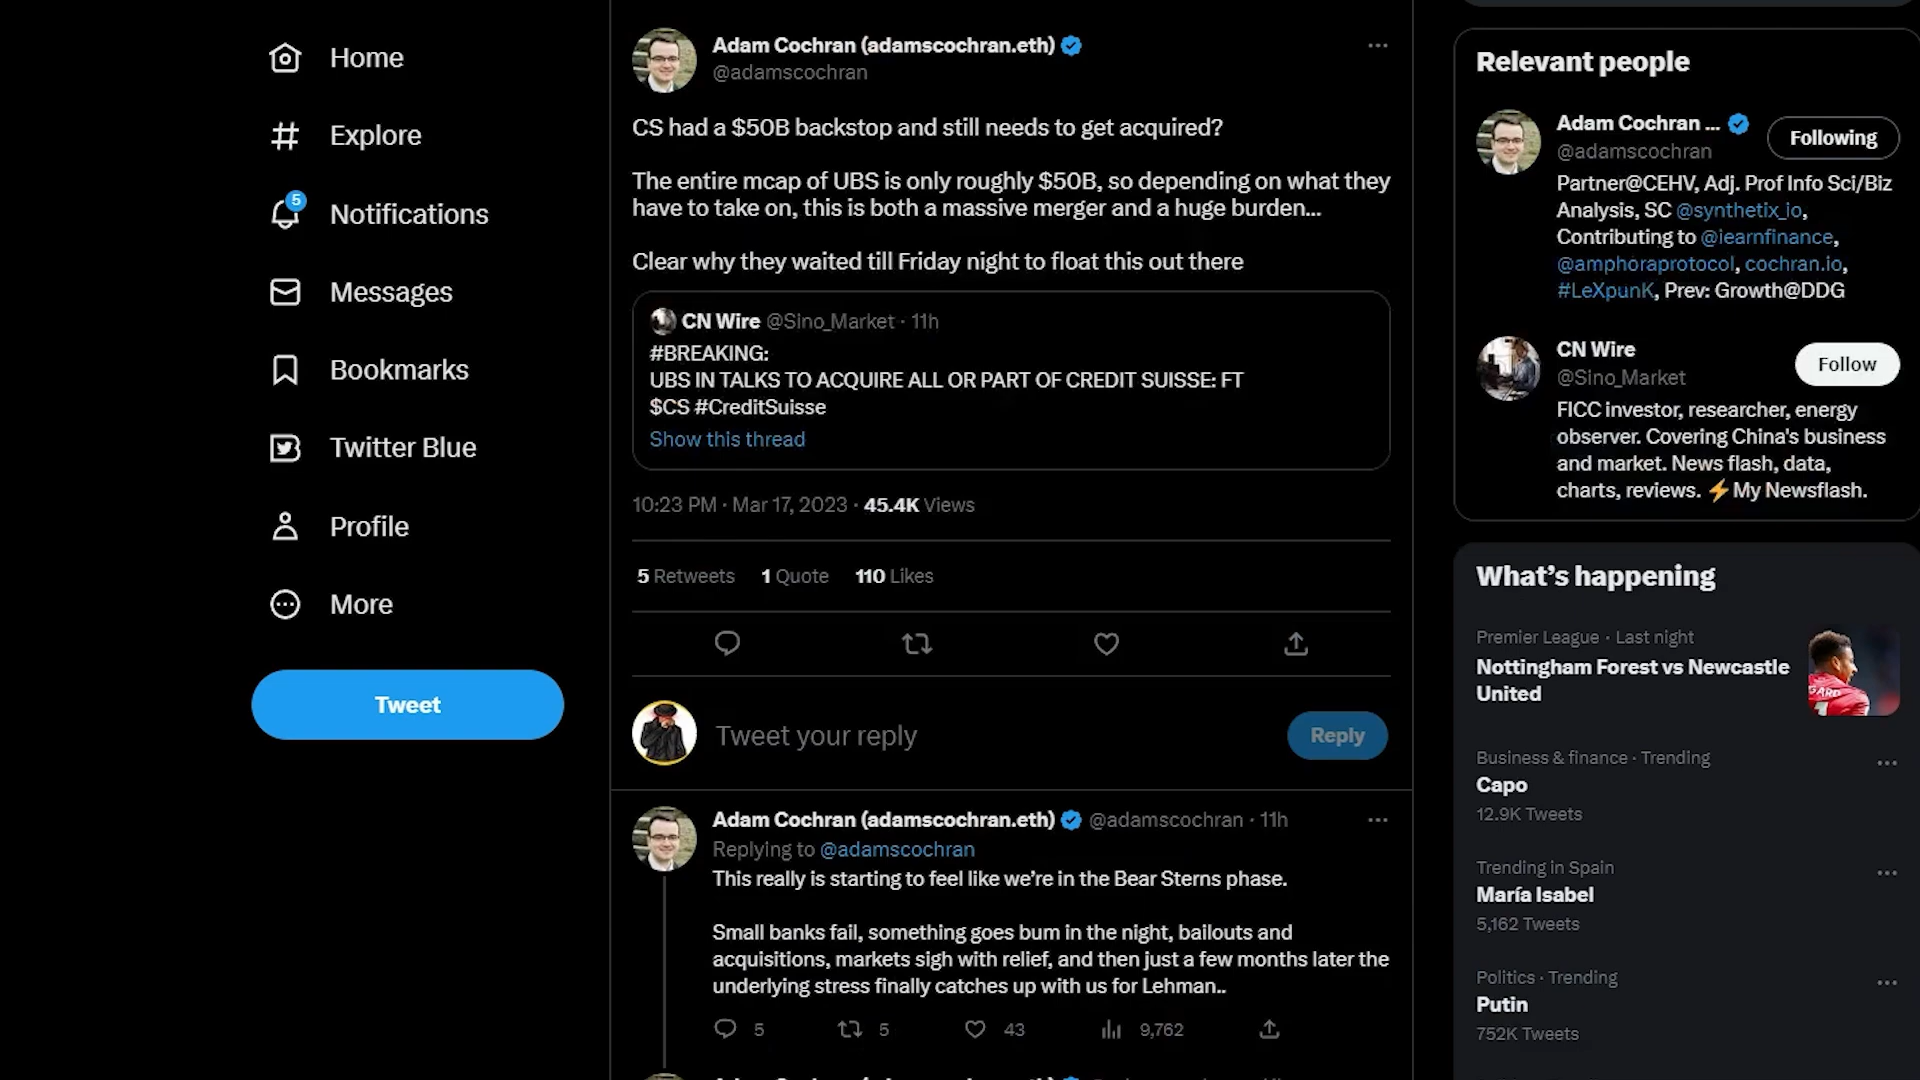 Home
Explore
5
Notifications
Messages
Bookmarks
Twitter Blue
Profile
More
Tweet
Adam Cochran (adamscochran.eth)
@adamscochran
CS had a $50B backstop and still needs to get acquired?
The entire mcap of UBS is only roughly $50B, so depending on what they
have to take on, this is both a massive merger and a huge burden...
Clear why they waited till Friday night to float this out there
CN Wire @Sino_Market · 11h
#BREAKING:
UBS IN TALKS TO ACQUIRE ALL OR PART OF CREDIT SUISSE: FT
$CS #CreditSuisse
Show this thread
10:23 PM · Mar 17, 2023 · 45.4K Views
5 Retweets 1 Quote 110 Likes
Tweet your reply
Reply
Adam Cochran (adamscochran.eth) @adamscochran · 11h
Replying to @adamscochran
This really is starting to feel like we're in the Bear Sterns phase.
Small banks fail, something goes bum in the night, bailouts and
acquisitions, markets sigh with relief, and then just a few months later the
underlying stress finally catches up with us for Lehman..
5 5 43 9,762
Relevant people
Adam Cochran ...
@adamscochran
Following
Partner@CEHV, Adj. Prof Info Sci/Biz
Analysis, SC @synthetix_io,
Contributing to @iearnfinance,
@amphoraprotocol, cochran.io,
#LeXpunK, Prev: Growth@DDG
CN Wire
@Sino_Market
Follow
FICC investor, researcher, energy
observer. Covering China's business
and market. News flash, data,
charts, reviews. ⚡My Newsflash.
What's happening
Premier League · Last night
Nottingham Forest vs Newcastle
United
Business & finance · Trending
Capo
12.9K Tweets
Trending in Spain
María Isabel
5,162 Tweets
Politics · Trending
Putin
752K Tweets